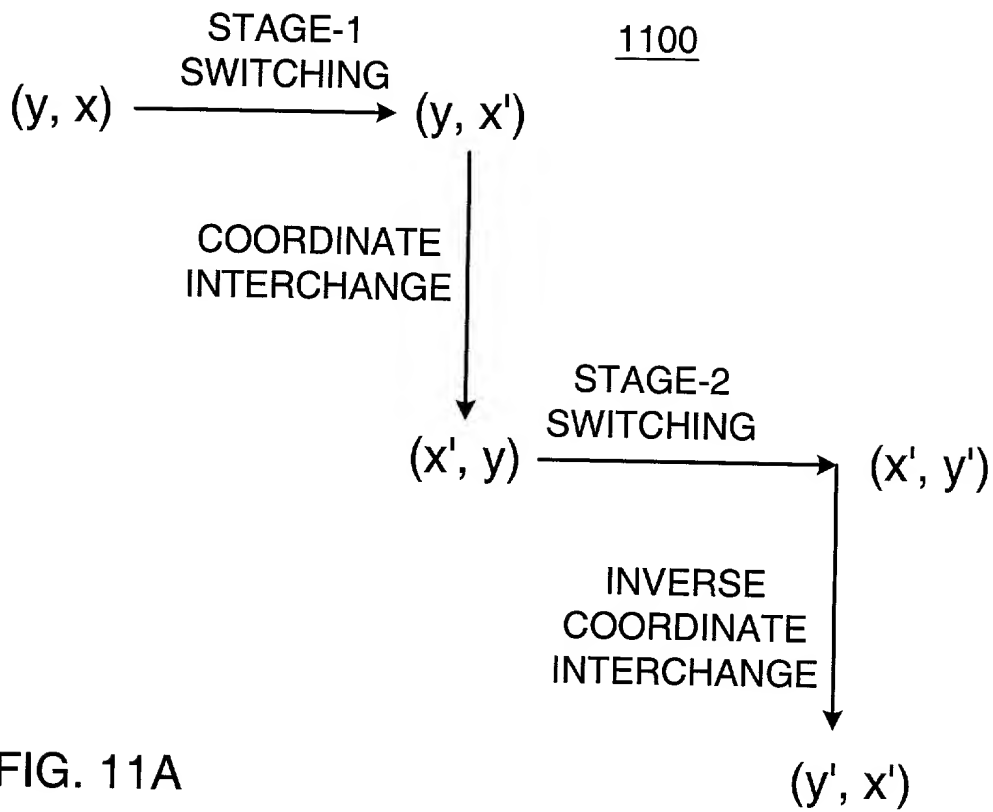 STAGE-1
SWITCHING
1100
(y, x)
(y, x')
COORDINATE
INTERCHANGE
STAGE-2
SWITCHING
(x', y)
(x', y')
INVERSE
COORDINATE
INTERCHANGE
FIG. 11A
(y', x')